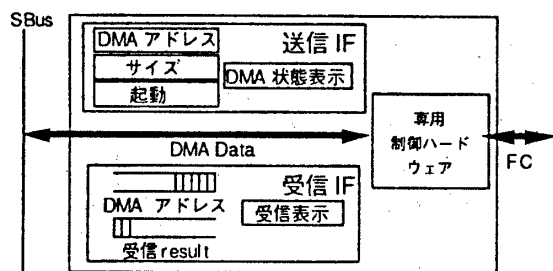 SBus
DMA アドレス
送信 IF
サイズ
DMA 状態表示
起動
専用
制御ハード
ウェア
DMA Data
FC
受信 IF
DMA アドレス
受信表示
受信 result